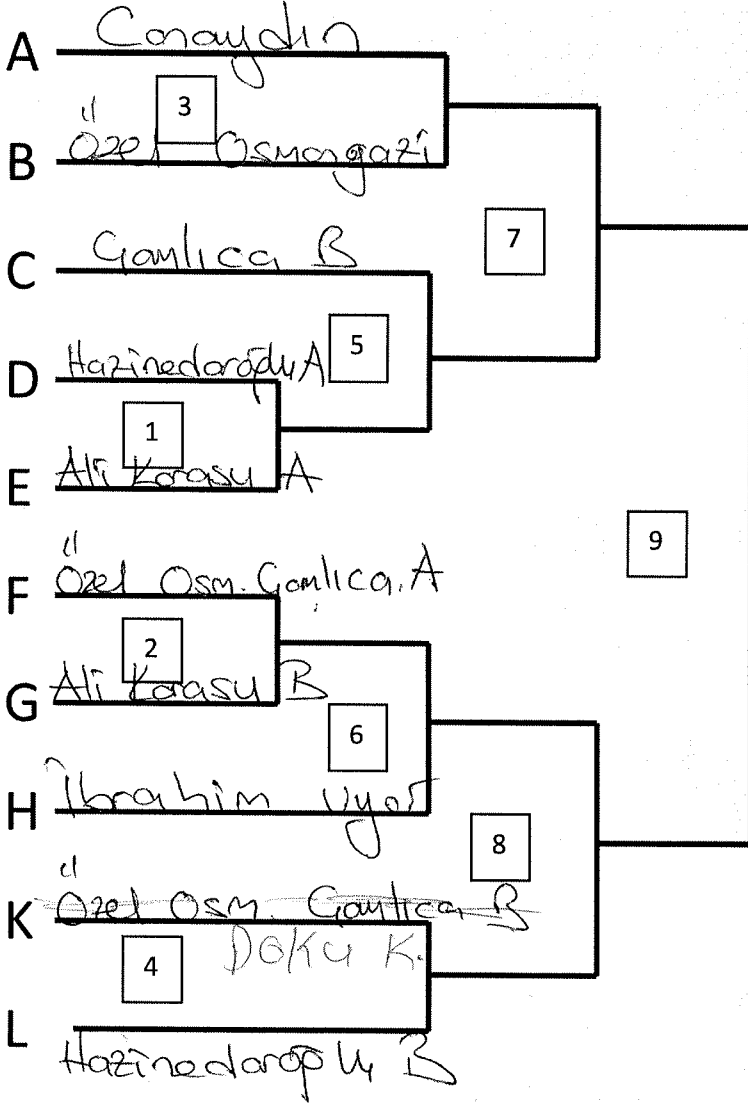 A Canaydın
3
B Özel Osmangazi
7
C Çamlıca B
5
D Hazinedaroğlu A
1
E Ali Karasu A
9
F Özel Osm. Çamlıca A
2
G Ali Karasu B
6
H İbrahim Uyar
8
K Özel Osm. Çamlıca B
Doku K.
4
L
Hazinedaroğlu B